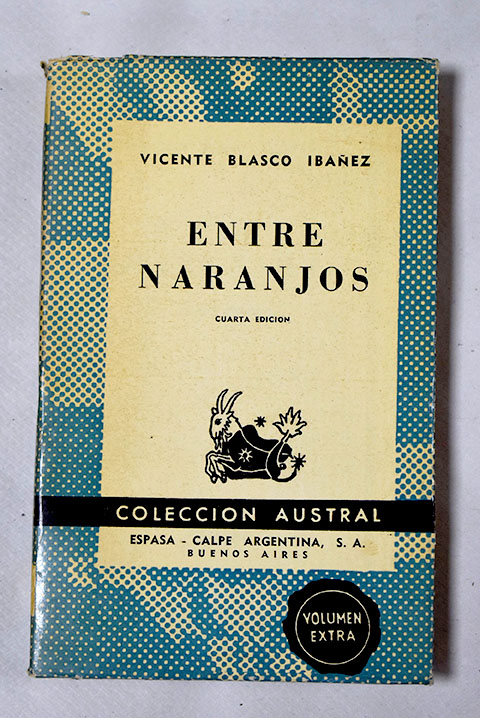 VICENTE BLASCO IBAÑEZ
ENTRE
NARANJOS
CUARTA EDICION
COLECCION AUSTRAL
ESPASA - CALPE ARGENTINA, S. A.
BUENOS AIRES
VOLUMEN
EXTRA